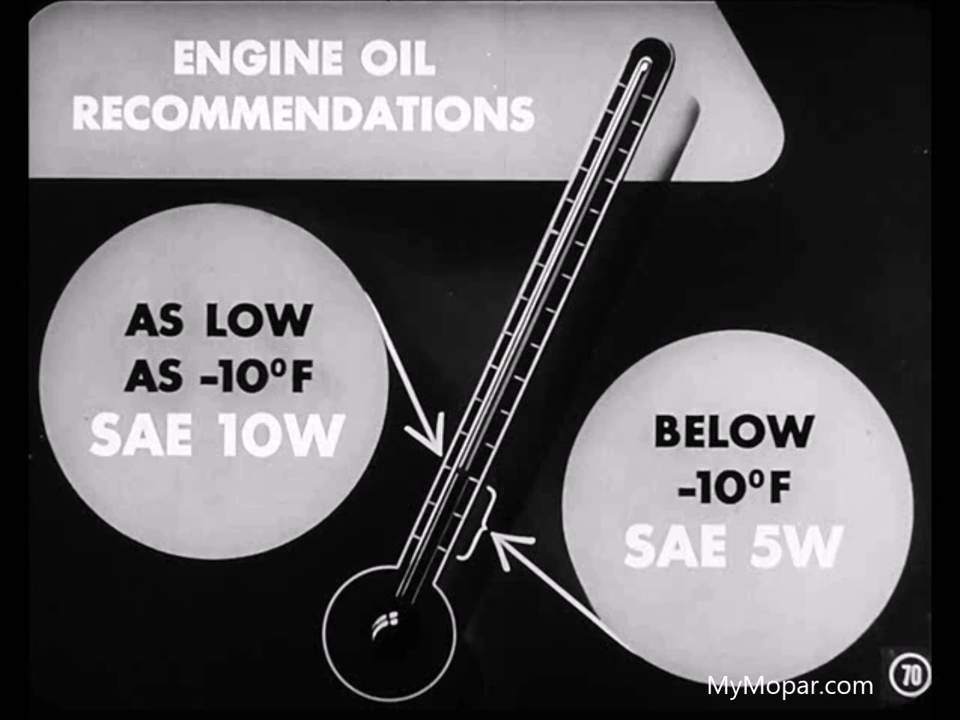 ENGINE OIL
RECOMMENDATIONS
AS LOW
AS -10°F
SAE 10W
BELOW
-10°F
SAE 5W
70
MyMopar.com